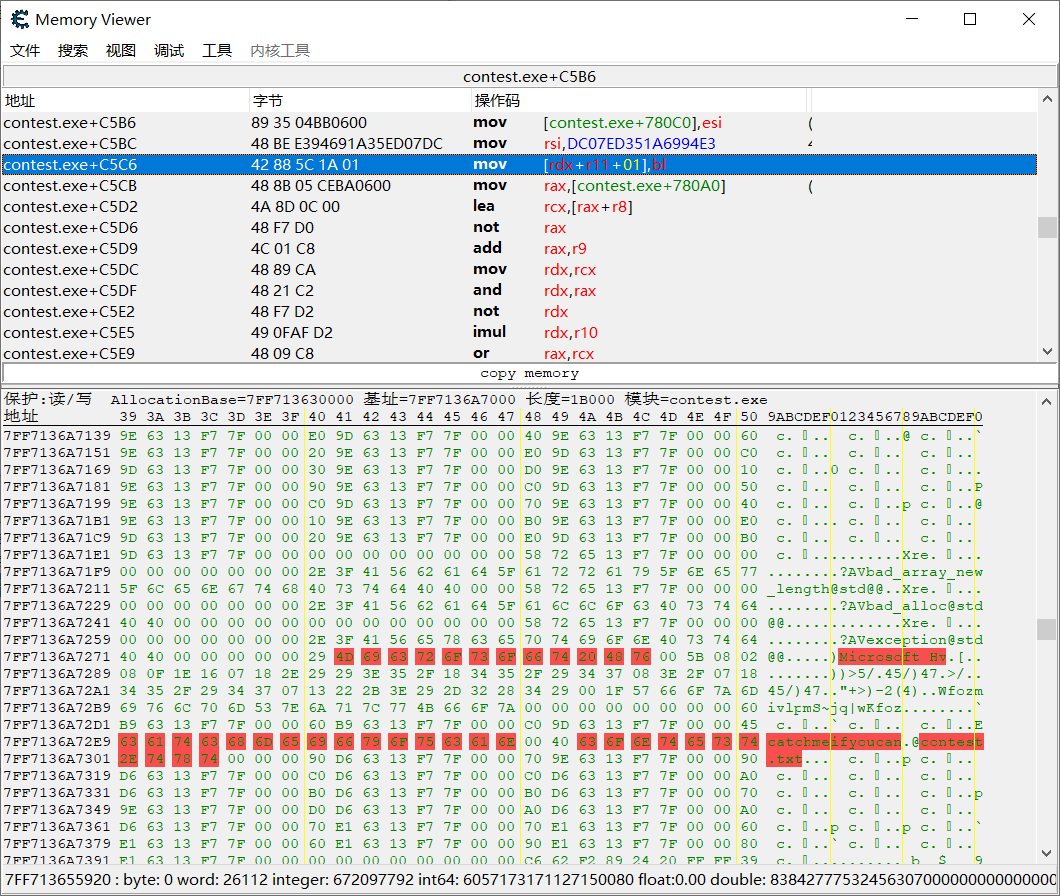 Memory Viewer
文件 搜索 视图 调试 工具 内核工具
contest.exe+C5B6
地址 字节 操作码
contest.exe+C5B6 89 35 04BB0600 mov [contest.exe+780C0],esi (
contest.exe+C5BC 48 BE E394691A35ED07DC mov rsi,DC07ED351A6994E3
contest.exe+C5C6 42 88 5C 1A 01 mov [rdx+r11+01],bl
contest.exe+C5CB 48 8B 05 CEBA0600 mov rax,[contest.exe+780A0] (
contest.exe+C5D2 4A 8D 0C 00 lea rcx,[rax+r8]
contest.exe+C5D6 48 F7 D0 not rax
contest.exe+C5D9 4C 01 C8 add rax,r9
contest.exe+C5DC 48 89 CA mov rdx,rcx
contest.exe+C5DF 48 21 C2 and rdx,rax
contest.exe+C5E2 48 F7 D2 not rdx
contest.exe+C5E5 49 0FAF D2 imul rdx,r10
contest.exe+C5E9 48 09 C8 or rax,rcx
copy memory
保护:读/写 AllocationBase=7FF713630000 基址=7FF7136A7000 长度=1B000 模块=contest.exe
地址 39 3A 3B 3C 3D 3E 3F 40 41 42 43 44 45 46 47 48 49 4A 4B 4C 4D 4E 4F 50 9ABCDEF0123456789ABCDEF0
7FF7136A7139 9E 63 13 F7 7F 00 00 E0 9D 63 13 F7 7F 00 00 40 9E 63 13 F7 7F 00 00 60
7FF7136A7151 9E 63 13 F7 7F 00 00 20 9E 63 13 F7 7F 00 00 E0 9D 63 13 F7 7F 00 00 C0
7FF7136A7169 9D 63 13 F7 7F 00 00 30 9E 63 13 F7 7F 00 00 D0 9E 63 13 F7 7F 00 00 10
7FF7136A7181 9E 63 13 F7 7F 00 00 90 9E 63 13 F7 7F 00 00 C0 9D 63 13 F7 7F 00 00 50
7FF7136A7199 9E 63 13 F7 7F 00 00 C0 9D 63 13 F7 7F 00 00 70 9E 63 13 F7 7F 00 00 40
7FF7136A71B1 9E 63 13 F7 7F 00 00 10 9E 63 13 F7 7F 00 00 B0 9E 63 13 F7 7F 00 00 E0
7FF7136A71C9 9D 63 13 F7 7F 00 00 20 9E 63 13 F7 7F 00 00 E0 9D 63 13 F7 7F 00 00 B0
7FF7136A71E1 9D 63 13 F7 7F 00 00 00 00 00 00 00 00 00 00 58 72 65 13 F7 7F 00 00 00
7FF7136A71F9 00 00 00 00 00 00 00 2E 3F 41 56 62 61 64 5F 61 72 72 61 79 5F 6E 65 77 ........?AVbad_array_new
7FF7136A7211 5F 6C 65 6E 67 74 68 40 73 74 64 40 40 00 00 58 72 65 13 F7 7F 00 00 00
7FF7136A7229 00 00 00 00 00 00 00 2E 3F 41 56 62 61 64 5F 61 6C 6C 6F 63 40 73 74 64 ........?AVbad_alloc@std
7FF7136A7241 40 40 00 00 00 00 00 00 00 00 00 00 00 00 00 58 72 65 13 F7 7F 00 00 00
7FF7136A7259 00 00 00 00 00 00 00 2E 3F 41 56 65 78 63 65 70 74 69 6F 6E 40 73 74 64 ........?AVexception@std
7FF7136A7271 40 40 00 00 00 00 00 29 4D 69 63 72 6F 73 6F 66 74 20 48 76 00 5B 08 02 @@.....)Microsoft Hv.[..
7FF7136A7289 08 0F 1E 16 07 18 2E 29 29 3E 35 2F 18 34 35 2F 29 34 37 08 3E 2F 07 18 .......))>5/.45/)47.>/..
7FF7136A72A1 34 35 2F 29 34 37 07 13 22 2B 3E 29 2D 32 28 34 29 00 1F 57 66 6F 7A 6D 45/)47.."+>)-2(4)..Wfozm
7FF7136A72B9 69 76 6C 70 6D 53 7E 6A 71 7C 77 4B 66 6F 7A 00 00 00 00 00 00 00 00 60 ivlpmS~jq|wKfoz........`
7FF7136A72D1 B9 63 13 F7 7F 00 00 60 B9 63 13 F7 7F 00 00 C0 9D 63 13 F7 7F 00 00 45
7FF7136A72E9 63 61 74 63 68 6D 65 69 66 79 6F 75 63 61 6E 00 40 63 6F 6E 74 65 73 74 catchmeifyoucan.@contest
7FF7136A7301 2E 74 78 74 00 00 00 90 9D 63 13 F7 7F 00 00 70 9E 63 13 F7 7F 00 00 90
7FF7136A7319 D6 63 13 F7 7F 00 00 C0 D6 63 13 F7 7F 00 00 C0 D6 63 13 F7 7F 00 00 A0
7FF7136A7331 D6 63 13 F7 7F 00 00 B0 D6 63 13 F7 7F 00 00 B0 D6 63 13 F7 7F 00 00 70
7FF7136A7349 9E 63 13 F7 7F 00 00 D0 D6 63 13 F7 7F 00 00 A0 D6 63 13 F7 7F 00 00 A0
7FF7136A7361 D6 63 13 F7 7F 00 00 70 E1 63 13 F7 7F 00 00 70 E1 63 13 F7 7F 00 00 60
7FF7136A7379 E1 63 13 F7 7F 00 00 60 E1 63 13 F7 7F 00 00 90 E1 63 13 F7 7F 00 00 80
7FF7136A7391 E1 63 13 F7 7F 00 00 00 00 00 00 00 00 00 00 C6 62 F2 89 24 20 FF FF 39
7FF713655920 : byte: 0 word: 26112 integer: 672097792 int64: 6057173171127150080 float:0.00 double: 838427775324563070000000000000